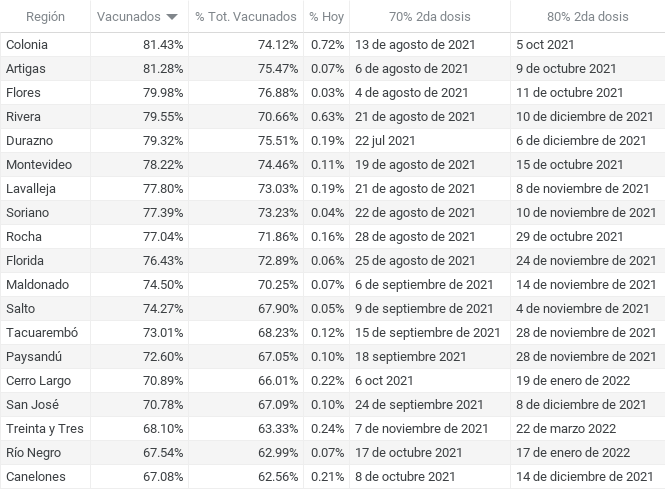 Región Vacunados % Tot. Vacunados % Hoy 70% 2da dosis 80% 2da dosis
Colonia 81.43% 74.12% 0.72% 13 de agosto de 2021 5 oct 2021
Artigas 81.28% 75.47% 0.07% 6 de agosto de 2021 9 de octubre 2021
Flores 79.98% 76.88% 0.03% 4 de agosto de 2021 11 de octubre 2021
Rivera 79.55% 70.66% 0.63% 21 de agosto de 2021 10 de diciembre de 2021
Durazno 79.32% 75.51% 0.19% 22 jul 2021 6 de diciembre de 2021
Montevideo 78.22% 74.46% 0.11% 19 de agosto de 2021 15 de octubre 2021
Lavalleja 77.80% 73.03% 0.19% 21 de agosto de 2021 8 de noviembre de 2021
Soriano 77.39% 73.23% 0.04% 22 de agosto de 2021 10 de noviembre de 2021
Rocha 77.04% 71.86% 0.16% 28 de agosto de 2021 29 de octubre 2021
Florida 76.43% 72.89% 0.06% 25 de agosto de 2021 24 de noviembre de 2021
Maldonado 74.50% 70.25% 0.07% 6 de septiembre de 2021 14 de noviembre de 2021
Salto 74.27% 67.90% 0.05% 9 de septiembre de 2021 4 de noviembre de 2021
Tacuarembó 73.01% 68.23% 0.12% 15 de septiembre de 2021 28 de noviembre de 2021
Paysandú 72.60% 67.05% 0.10% 18 septiembre 2021 28 de noviembre de 2021
Cerro Largo 70.89% 66.01% 0.22% 6 oct 2021 19 de enero de 2022
San José 70.78% 67.09% 0.10% 24 de septiembre de 2021 8 de diciembre de 2021
Treinta y Tres 68.10% 63.33% 0.24% 7 de noviembre de 2021 22 de marzo 2022
Río Negro 67.54% 62.99% 0.07% 17 de octubre 2021 17 de enero de 2022
Canelones 67.08% 62.56% 0.21% 8 de octubre 2021 14 de diciembre de 2021